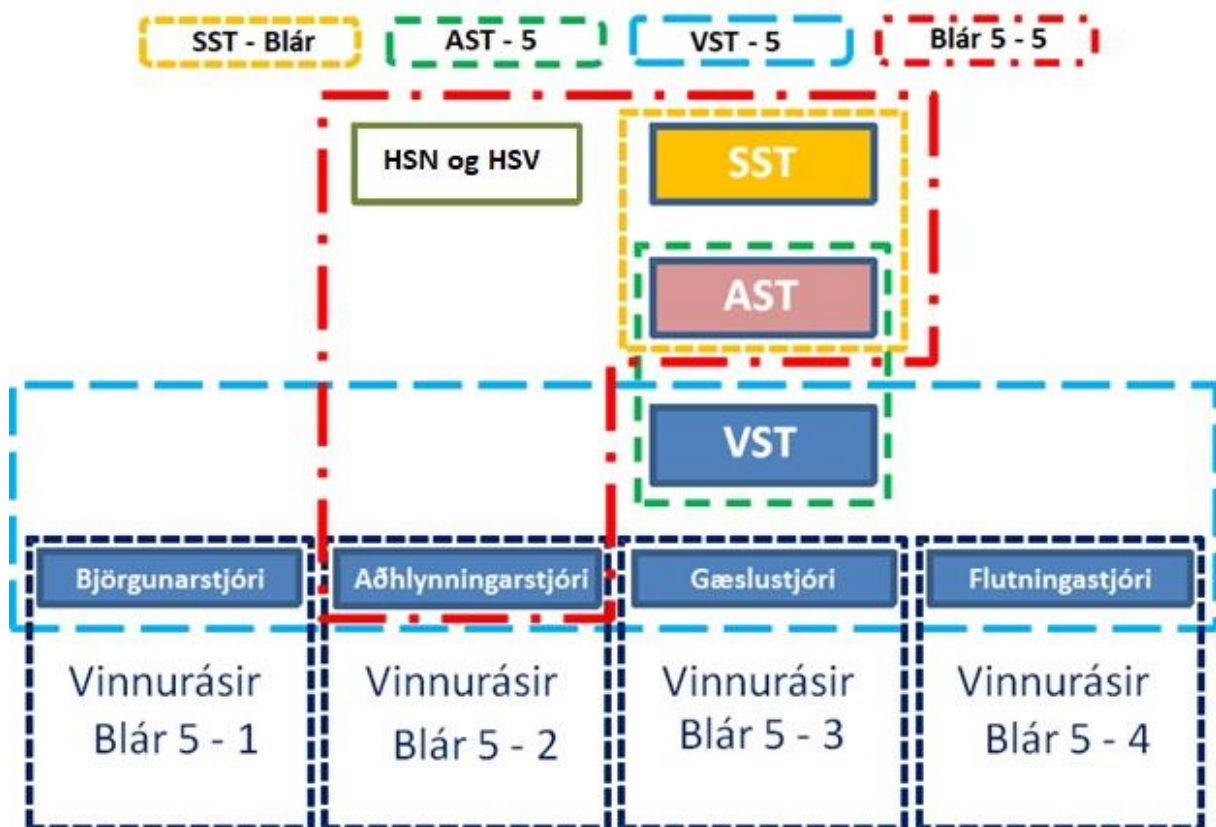 SST - Blár
AST - 5
VST - 5
Blár 5 - 5
HSN og HSV
SST
AST
VST
Björgunarstjóri
Aðhlynningarstjóri
Gæslustjóri
Flutningastjóri
Vinnurásir
Blár 5 - 1
Vinnurásir
Blár 5 - 2
Vinnurásir
Blár 5 - 3
Vinnurásir
Blár 5 - 4